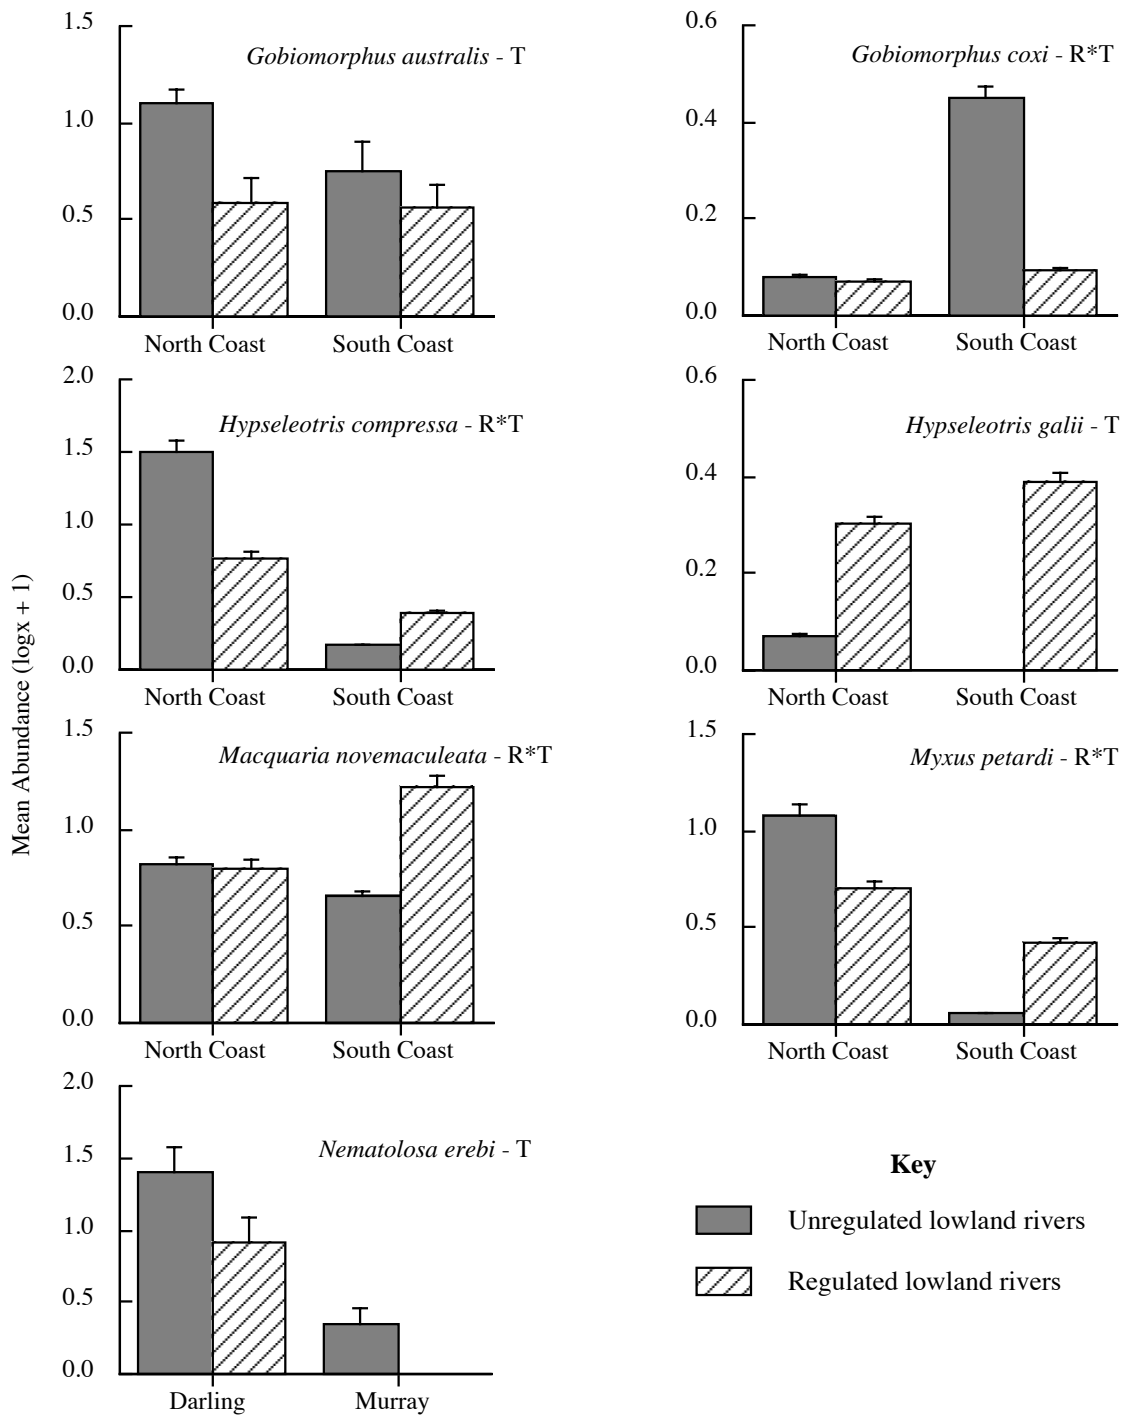 Mean Abundance (logx + 1)
Gobiomorphus australis - T
1.5
1.0
0.5
0.0
North Coast South Coast
Gobiomorphus coxi - R*T
0.6
0.4
0.2
0.0
North Coast South Coast
Hypseleotris compressa - R*T
2.0
1.5
1.0
0.5
0.0
North Coast South Coast
Hypseleotris galii - T
0.6
0.4
0.2
0.0
North Coast South Coast
Macquaria novemaculeata - R*T
1.5
1.0
0.5
0.0
North Coast South Coast
Myxus petardi - R*T
1.5
1.0
0.5
0.0
North Coast South Coast
Nematolosa erebi - T
2.0
1.5
1.0
0.5
0.0
Darling Murray
Key
Unregulated lowland rivers
Regulated lowland rivers